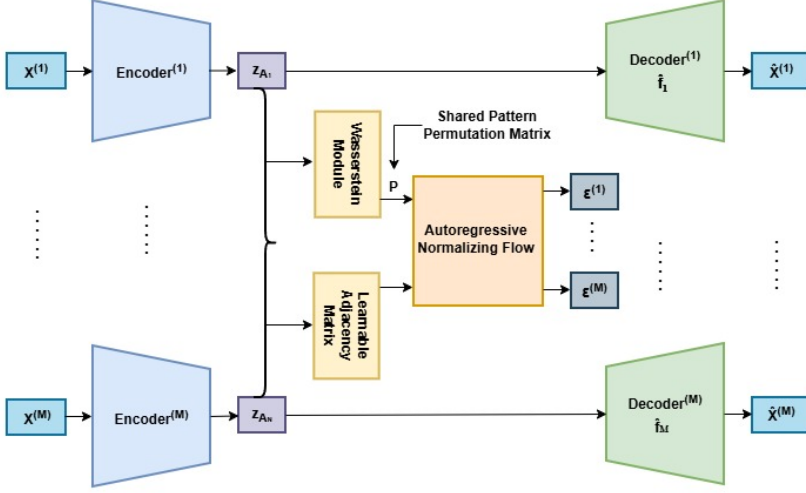 X(1)
Encoder(1)
zA1
Decoder(1)
f̂1
X̂(1)
Wasserstein
Module
Shared Pattern
Permutation Matrix
P
Autoregressive
Normalizing Flow
ε(1)
ε(M)
Learnable
Adjacency
Matrix
X(M)
Encoder(M)
zAN
Decoder(M)
f̂M
X̂(M)